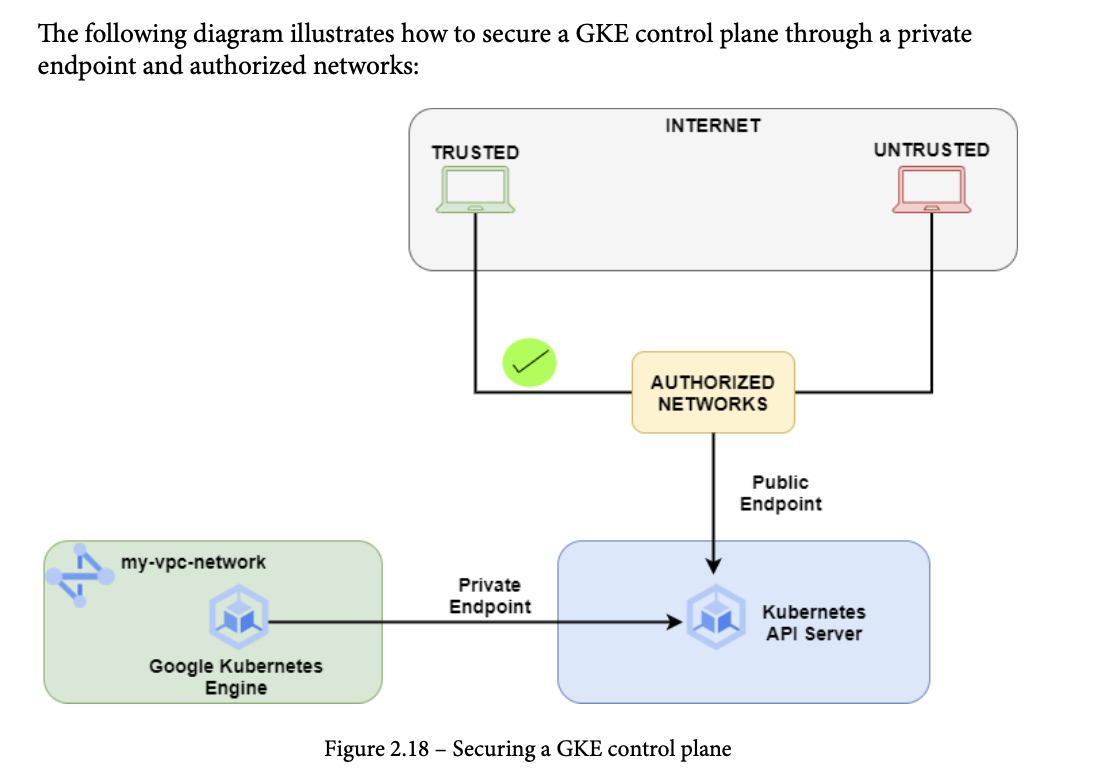 The following diagram illustrates how to secure a GKE control plane through a private
endpoint and authorized networks:
INTERNET
TRUSTED
UNTRUSTED
AUTHORIZED
NETWORKS
Public
Endpoint
my-vpc-network
Private
Endpoint
Kubernetes
API Server
Google Kubernetes
Engine
Figure 2.18 – Securing a GKE control plane